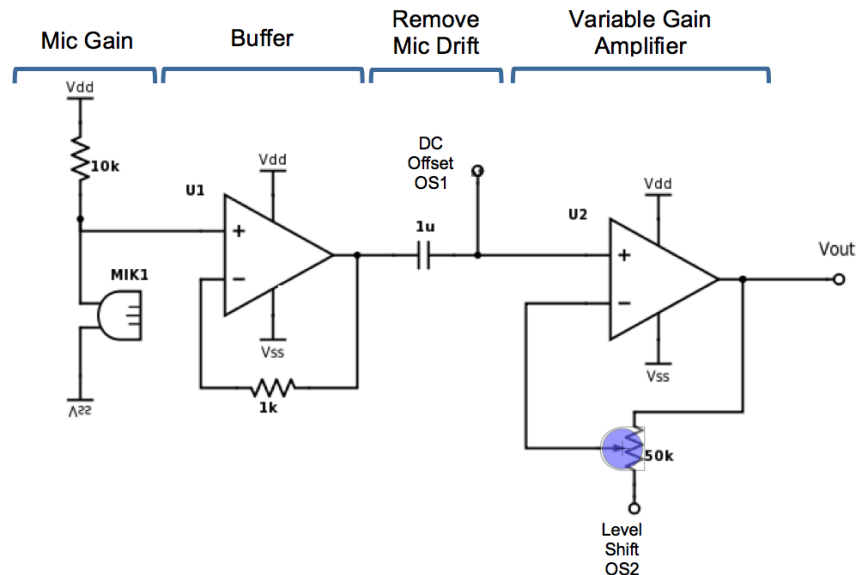 Mic Gain
Buffer
Remove
Mic Drift
Variable Gain
Amplifier
Vdd
10k
MIK1
Vss
U1
Vdd
+
−
Vss
1k
1u
DC
Offset
OS1
U2
Vdd
+
−
Vss
Vout
50k
Level
Shift
OS2